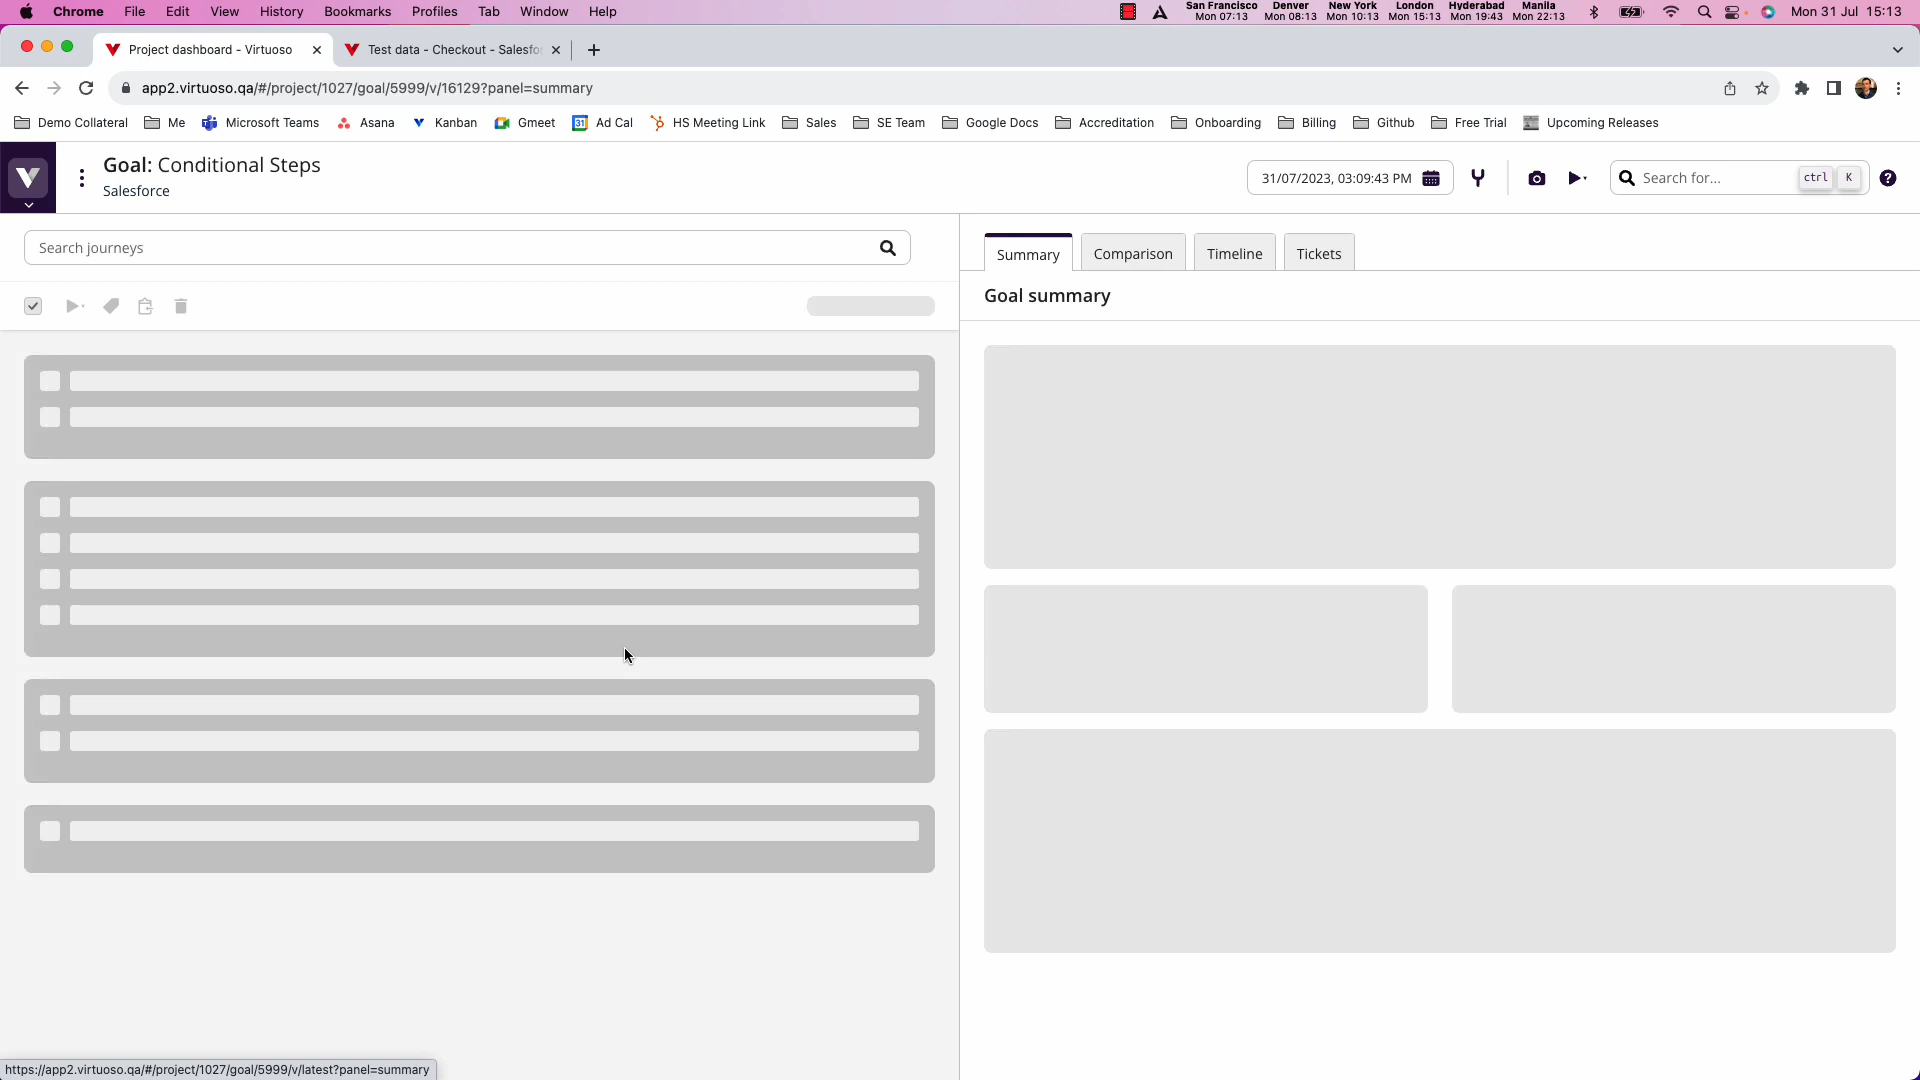 Chrome File Edit View History Bookmarks Profiles Tab Window Help
San Francisco Mon 07:13 Denver Mon 08:13 New York Mon 10:13 London Mon 15:13 Hyderabad Mon 19:43 Manila Mon 22:13
Mon 31 Jul 15:13
Project dashboard - Virtuoso
Test data - Checkout - Salesfo
app2.virtuoso.qa/#/project/1027/goal/5999/v/16129?panel=summary
Demo Collateral Me Microsoft Teams Asana Kanban Gmeet Ad Cal HS Meeting Link Sales SE Team Google Docs Accreditation Onboarding Billing Github Free Trial Upcoming Releases
Goal: Conditional Steps
Salesforce
31/07/2023, 03:09:43 PM
Search for... ctrl K
Search journeys
Summary Comparison Timeline Tickets
Goal summary
https://app2.virtuoso.qa/#/project/1027/goal/5999/v/latest?panel=summary